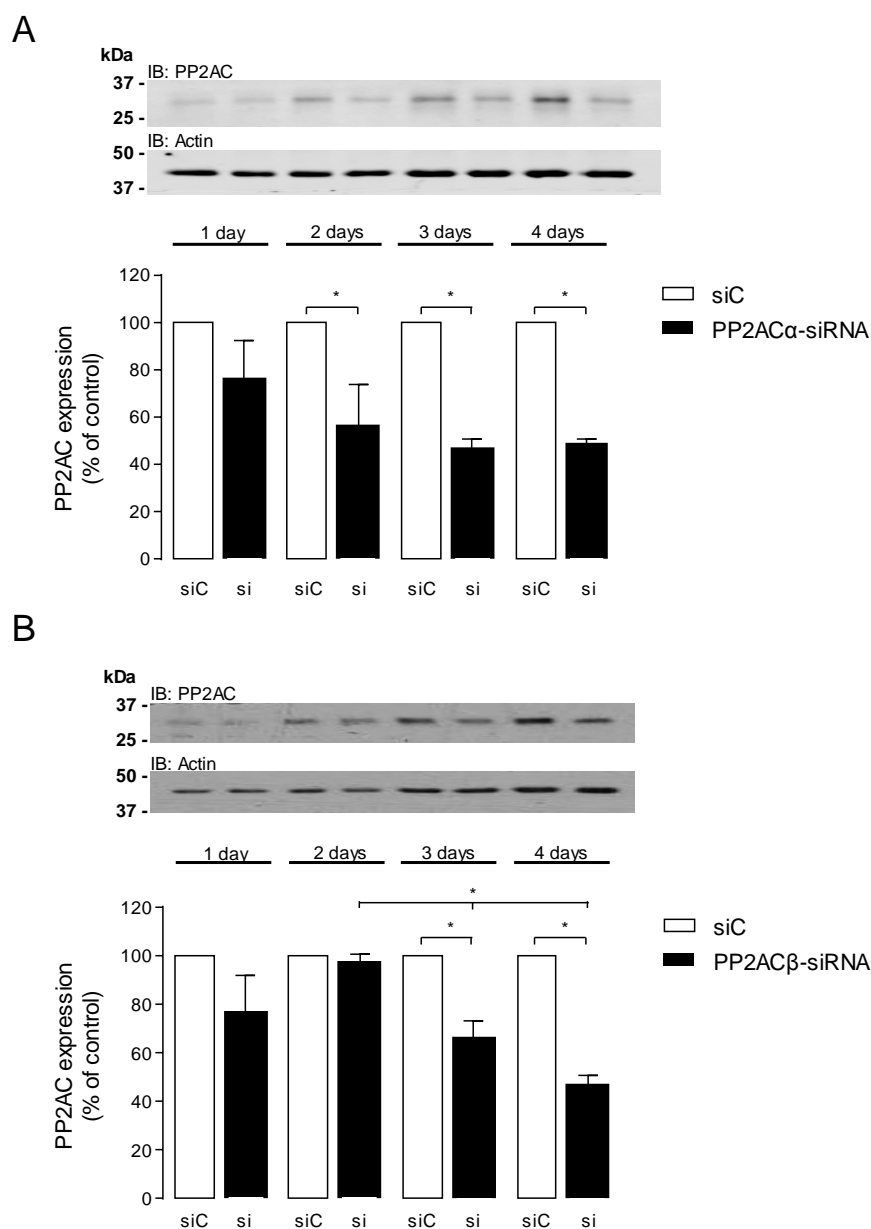 A
kDa
IB: PP2AC
37 -
25 -
IB: Actin
50 -
37 -
1 day 2 days 3 days 4 days
120
100
80
60
40
20
0
PP2AC expression
(% of control)
* * *
siC
PP2ACα-siRNA
siC si siC si siC si siC si
B
kDa
IB: PP2AC
37 -
25 -
IB: Actin
50 -
37 -
1 day 2 days 3 days 4 days
120
100
80
60
40
20
0
PP2AC expression
(% of control)
*
* *
siC
PP2ACβ-siRNA
siC si siC si siC si siC si